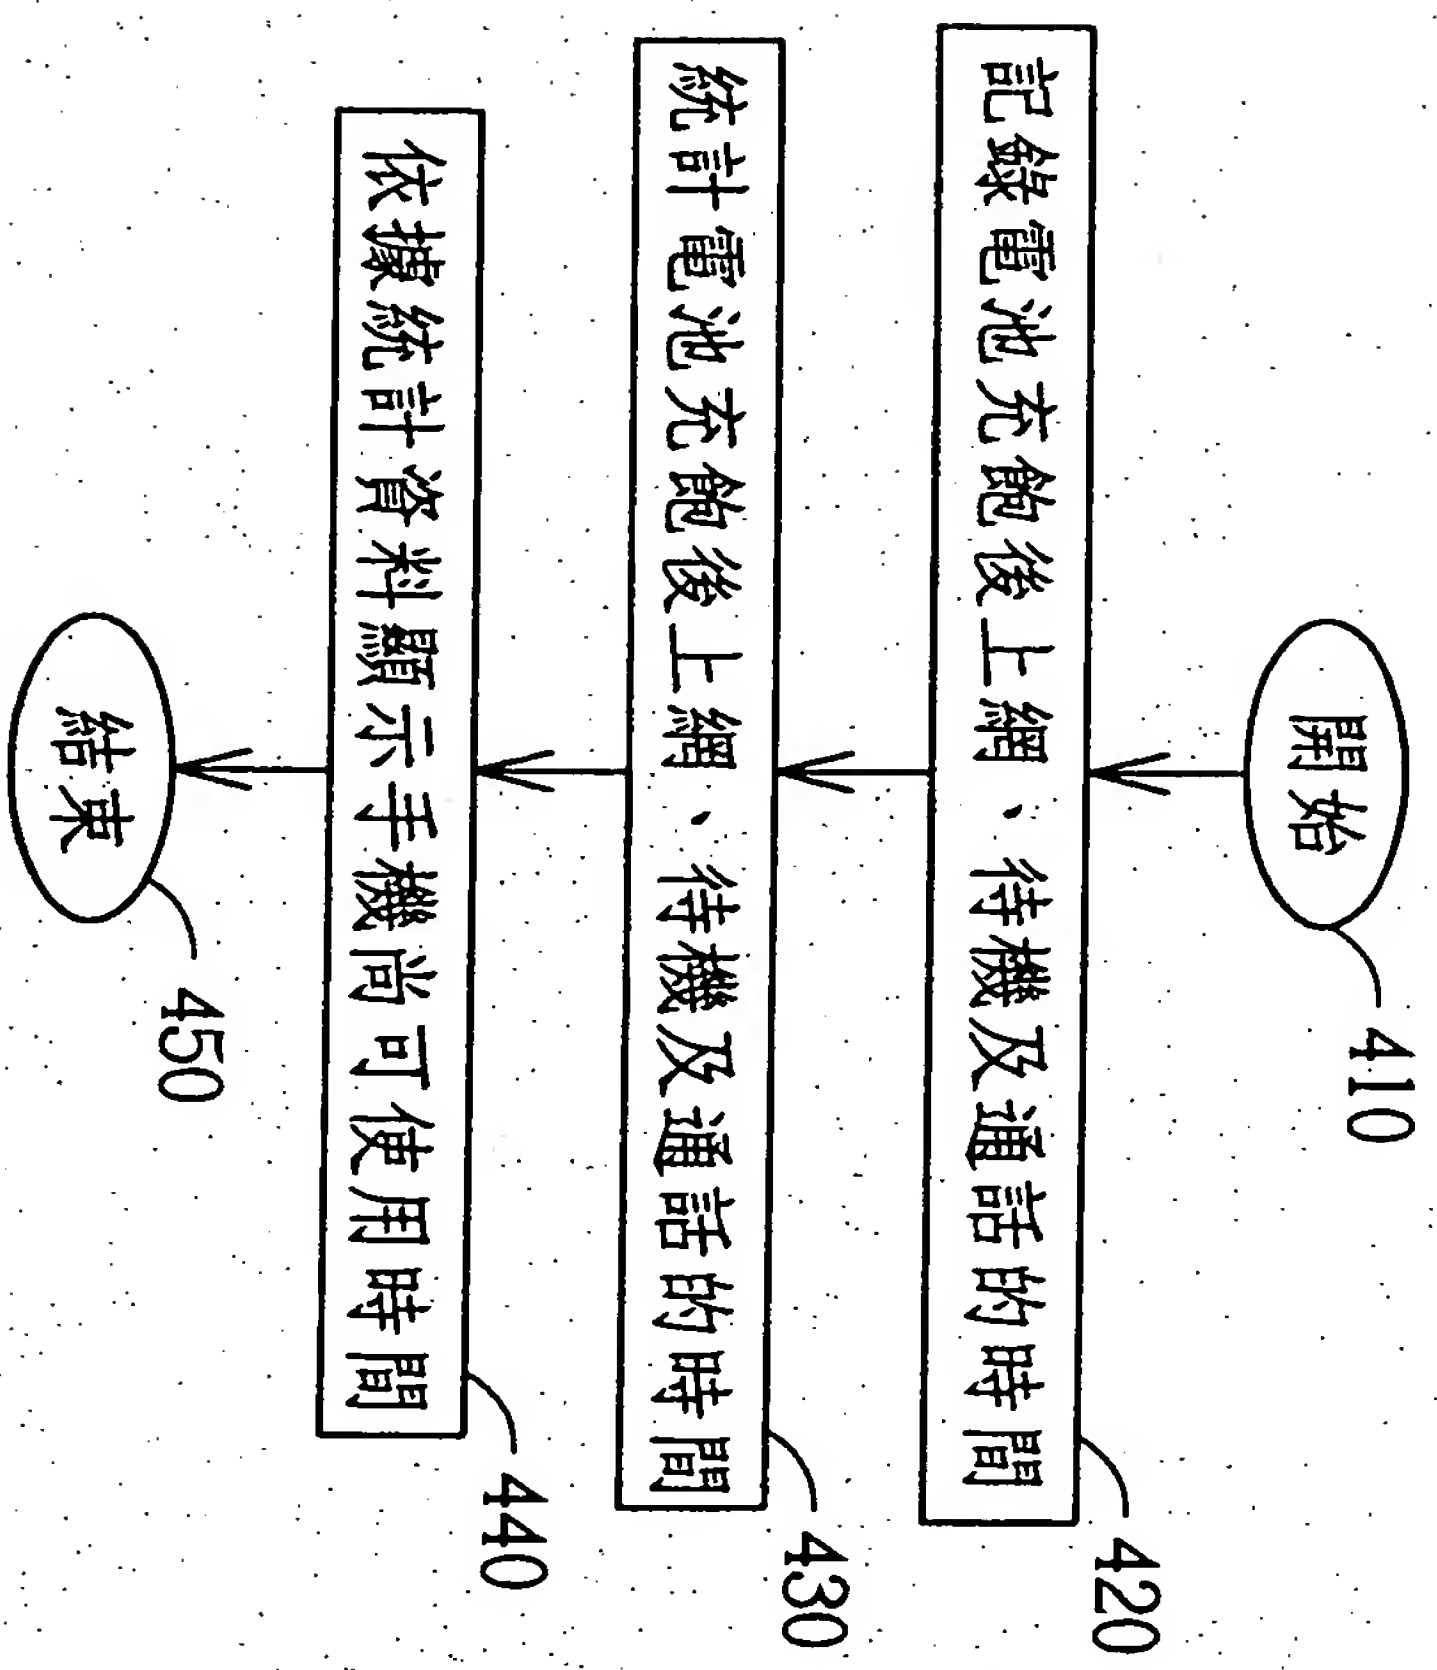 開始
410
記錄電池充飽後上網、待機及通話的時間
420
統計電池充飽後上網、待機及通話的時間
430
依據統計資料顯示手機尚可使用時間
440
結束
450